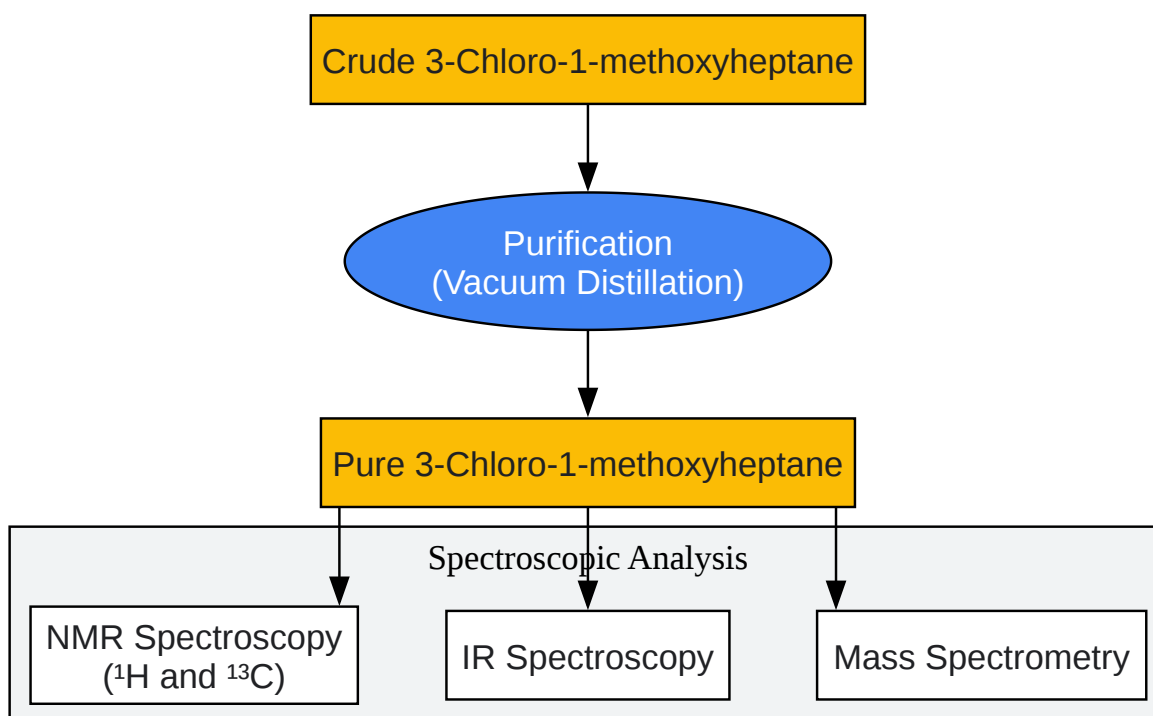 Crude 3-Chloro-1-methoxyheptane
Purification
(Vacuum Distillation)
Pure 3-Chloro-1-methoxyheptane
Spectroscopic Analysis
NMR Spectroscopy
(¹H and ¹³C)
IR Spectroscopy
Mass Spectrometry